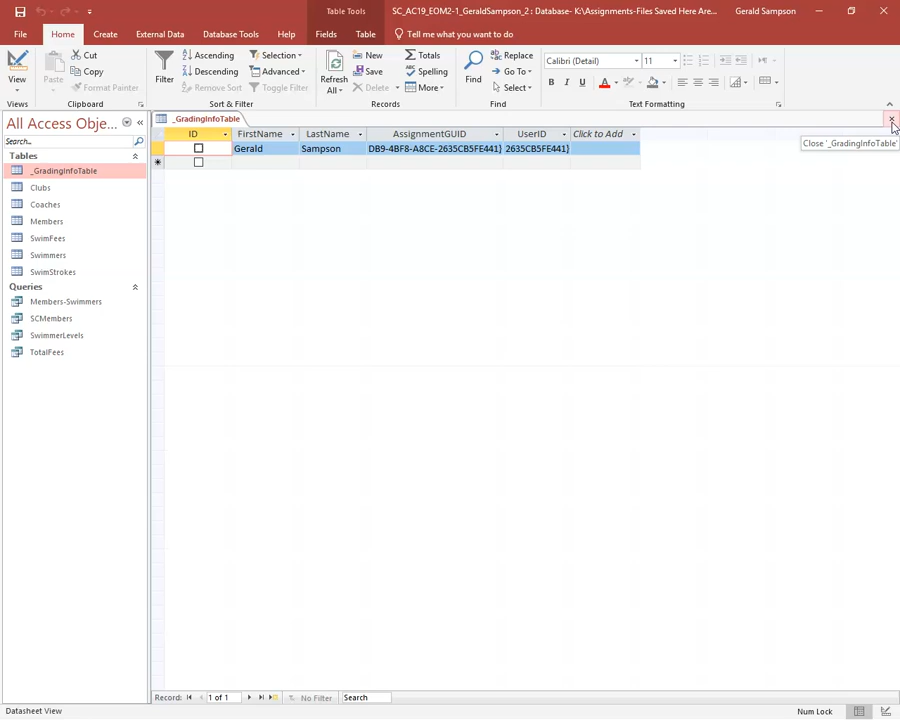 Table Tools
SC_AC19_EOM2-1_GeraldSampson_2 : Database- K:\Assignments-Files Saved Here Are...
Gerald Sampson
File Home Create External Data Database Tools Help Fields Table Tell me what you want to do
View
Views
Paste
Cut
Copy
Format Painter
Clipboard
Filter
Ascending
Descending
Remove Sort
Selection
Advanced
Toggle Filter
Sort & Filter
Refresh
All
New
Save
Delete
Totals
Spelling
More
Records
Find
Replace
Go To
Select
Find
Calibri (Detail) 11
B I U A
Text Formatting
All Access Obje...
Search...
Tables
_GradingInfoTable
Clubs
Coaches
Members
SwimFees
Swimmers
SwimStrokes
Queries
Members-Swimmers
SCMembers
SwimmerLevels
TotalFees
_GradingInfoTable
Close '_GradingInfoTable'
ID FirstName LastName AssignmentGUID UserID Click to Add
Gerald Sampson DB9-4BF8-A8CE-2635CB5FE441} 2635CB5FE441}
Record: 1 of 1 No Filter Search
Datasheet View Num Lock